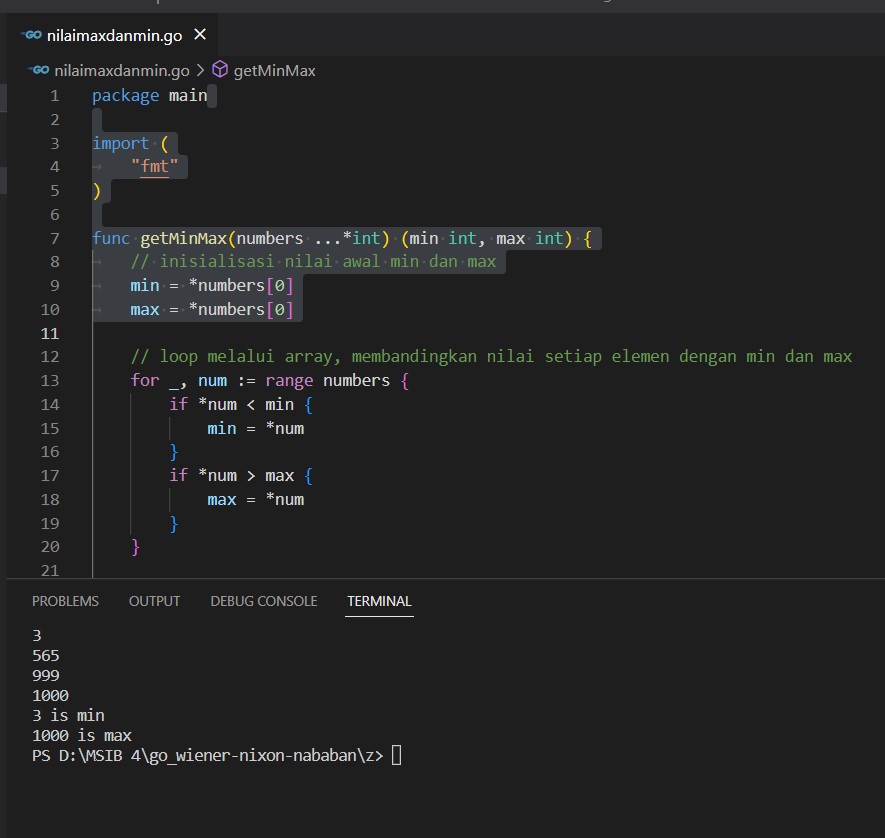 GO nilaimaxdanmin.go ×
GO nilaimaxdanmin.go > getMinMax
1 package main
2
3 import (
4 "fmt"
5 )
6
7 func getMinMax(numbers ...*int) (min int, max int) {
8 // inisialisasi nilai awal min dan max
9 min = *numbers[0]
10 max = *numbers[0]
11
12 // loop melalui array, membandingkan nilai setiap elemen dengan min dan max
13 for _, num := range numbers {
14 if *num < min {
15 min = *num
16 }
17 if *num > max {
18 max = *num
19 }
20 }
21
PROBLEMS OUTPUT DEBUG CONSOLE TERMINAL
3
565
999
1000
3 is min
1000 is max
PS D:\MSIB 4\go_wiener-nixon-nababan\z>